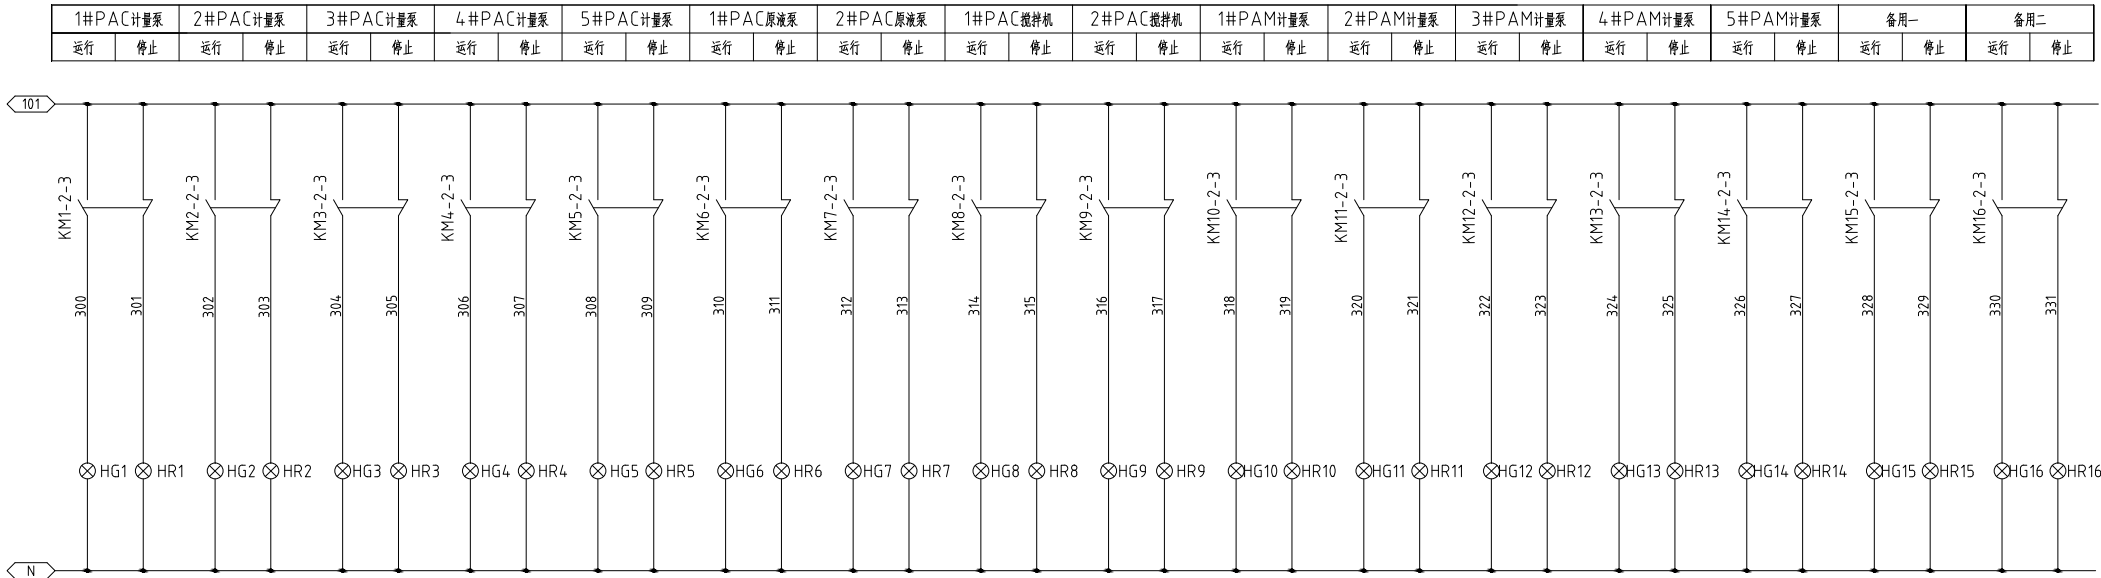 1#PAC计量泵 2#PAC计量泵 3#PAC计量泵 4#PAC计量泵 5#PAC计量泵 1#PAC原液泵 2#PAC原液泵 1#PAC搅拌机 2#PAC搅拌机 1#PAM计量泵 2#PAM计量泵 3#PAM计量泵 4#PAM计量泵 5#PAM计量泵 备用一 备用二
运行 停止 运行 停止 运行 停止 运行 停止 运行 停止 运行 停止 运行 停止 运行 停止 运行 停止 运行 停止 运行 停止 运行 停止 运行 停止 运行 停止 运行 停止 运行 停止
101
KM1-2-3 KM2-2-3 KM3-2-3 KM4-2-3 KM5-2-3 KM6-2-3 KM7-2-3 KM8-2-3 KM9-2-3 KM10-2-3 KM11-2-3 KM12-2-3 KM13-2-3 KM14-2-3 KM15-2-3 KM16-2-3
300 301 302 303 304 305 306 307 308 309 310 311 312 313 314 315 316 317 318 319 320 321 322 323 324 325 326 327 328 329 330 331
HG1 HR1 HG2 HR2 HG3 HR3 HG4 HR4 HG5 HR5 HG6 HR6 HG7 HR7 HG8 HR8 HG9 HR9 HG10 HR10 HG11 HR11 HG12 HR12 HG13 HR13 HG14 HR14 HG15 HR15 HG16 HR16
N